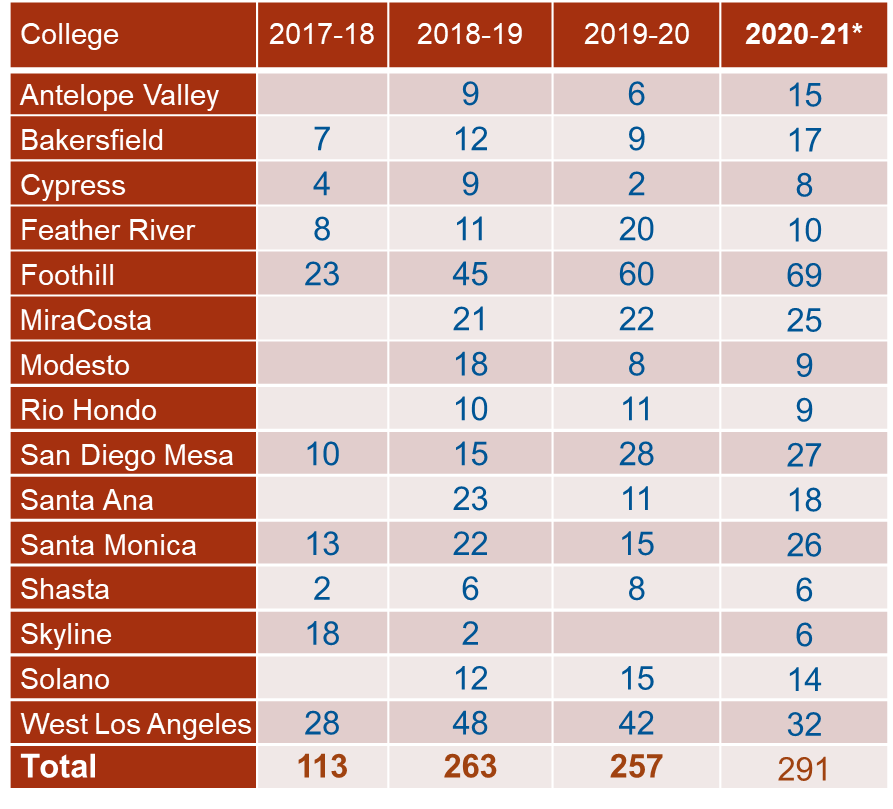 College 2017-18 2018-19 2019-20 2020-21*
Antelope Valley 9 6 15
Bakersfield 7 12 9 17
Cypress 4 9 2 8
Feather River 8 11 20 10
Foothill 23 45 60 69
MiraCosta 21 22 25
Modesto 18 8 9
Rio Hondo 10 11 9
San Diego Mesa 10 15 28 27
Santa Ana 23 11 18
Santa Monica 13 22 15 26
Shasta 2 6 8 6
Skyline 18 2 6
Solano 12 15 14
West Los Angeles 28 48 42 32
Total 113 263 257 291